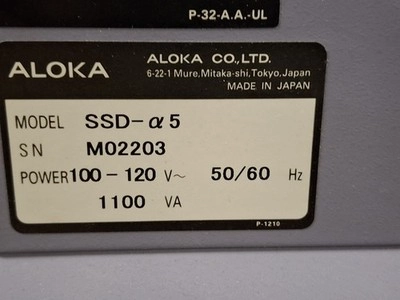 P-32-A.A.-UL
ALOKA
ALOKA CO.,LTD.
6-22-1 Mure,Mitaka-shi,Tokyo,Japan
MADE IN JAPAN
MODEL SSD-α5
SN M02203
POWER 100-120 V~ 50/60 Hz
1100 VA
P-1210